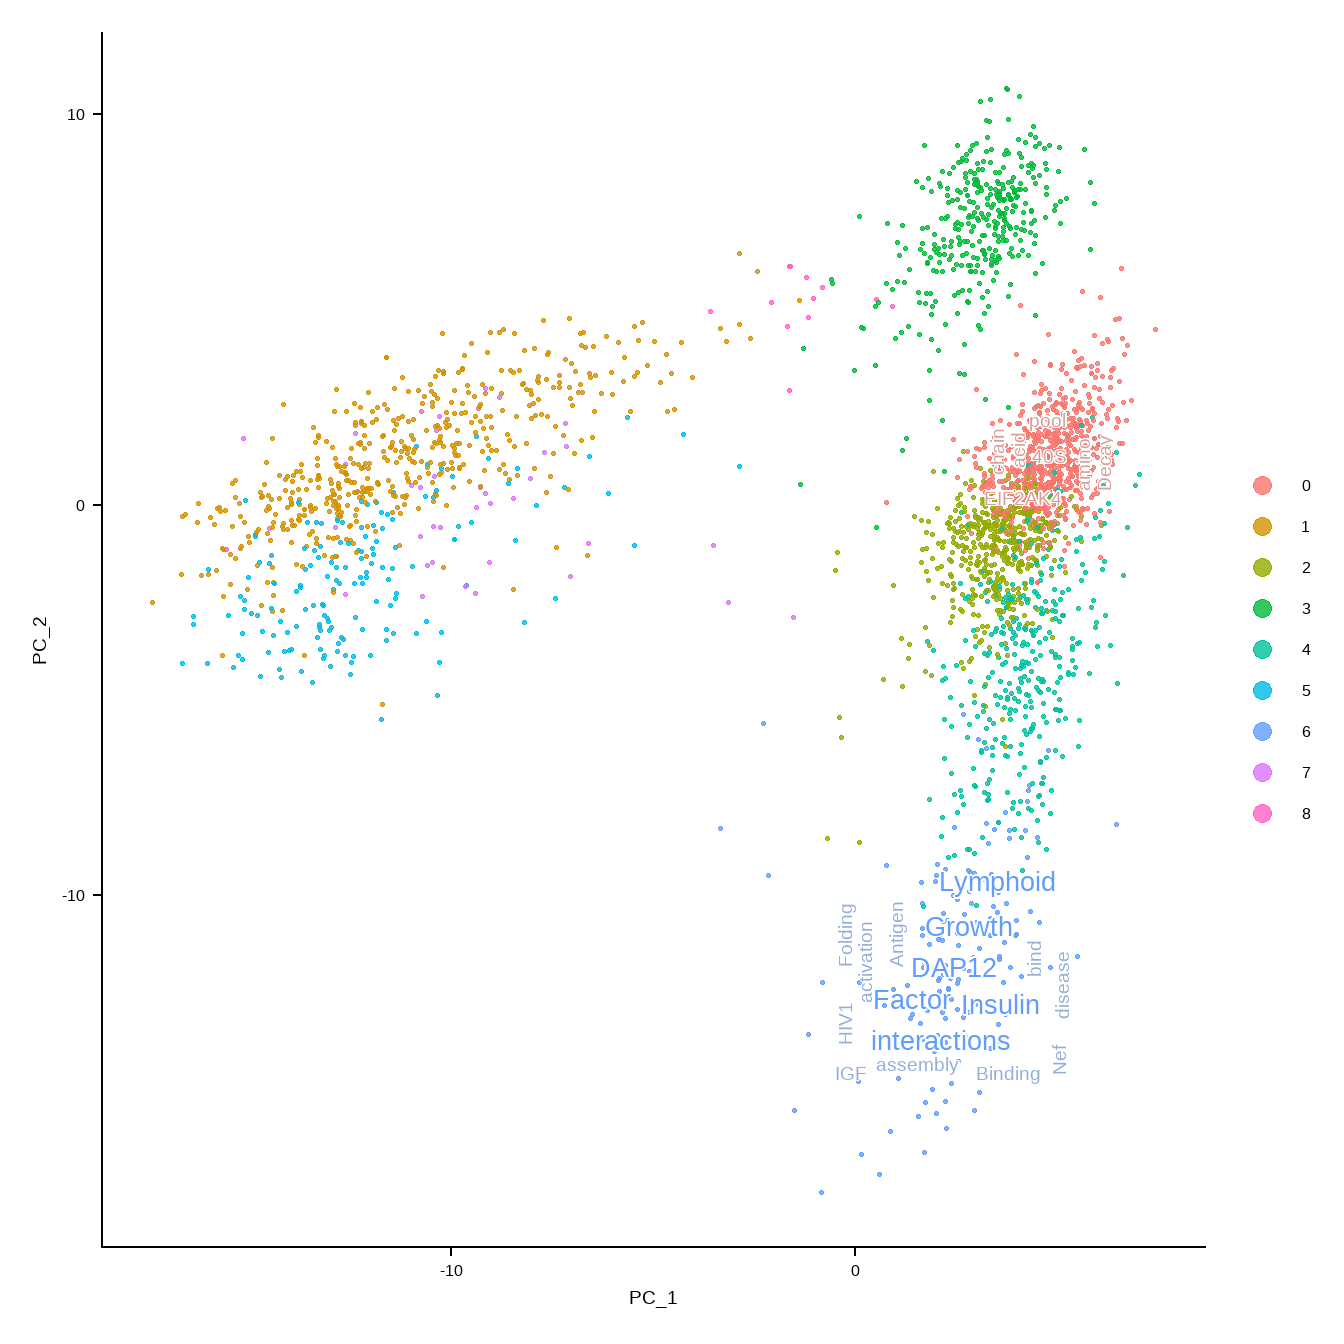 10
0
-10
-10
0
PC_1
PC_2
pool
chain
acid
40S
amino
Decay
EIF2AK4
Lymphoid
Growth
DAP12
Factor
Insulin
interactions
Folding
activation
Antigen
bind
disease
HIV1
IGF
assembly
Binding
Nef
0
1
2
3
4
5
6
7
8